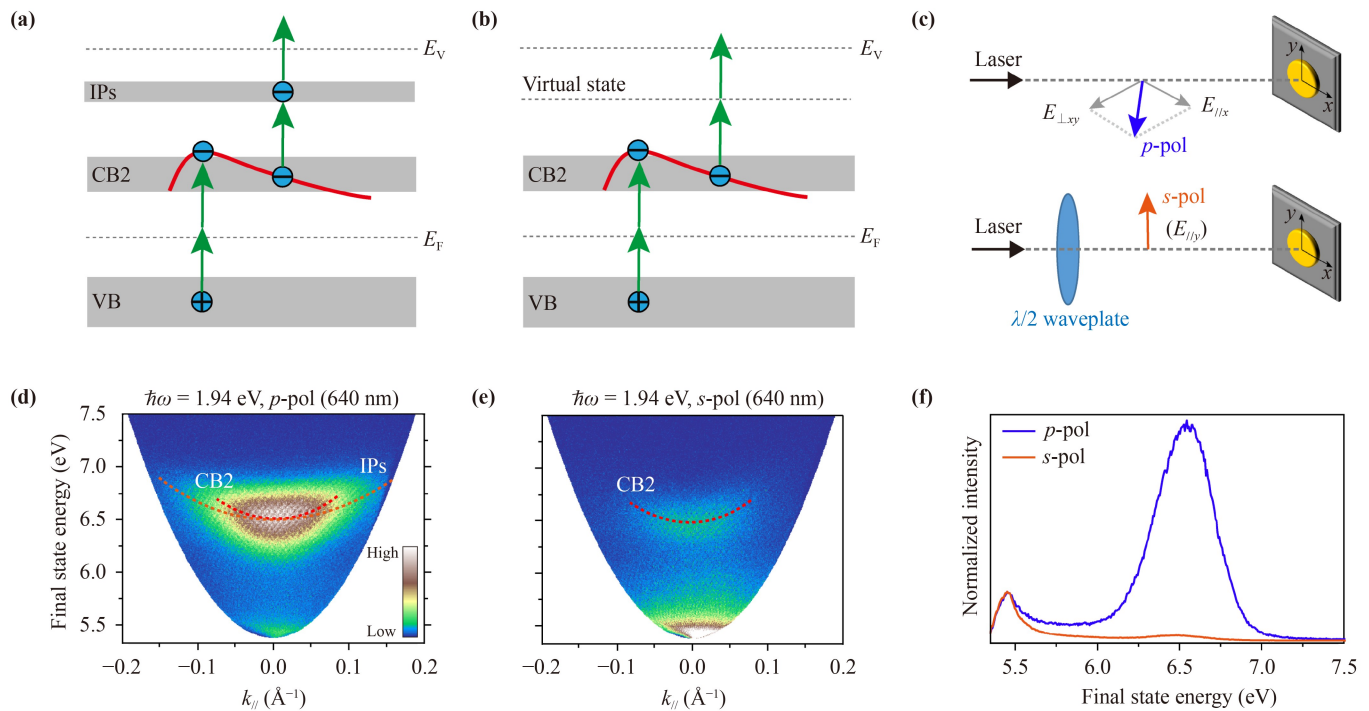 (a)
E_V
IPs
CB2
E_F
VB
(b)
E_V
Virtual state
CB2
E_F
VB
(c)
Laser
y
x
E_⊥xy
E_//x
p-pol
s-pol
(E_//y)
Laser
y
x
λ/2 waveplate
(d)
ℏω = 1.94 eV, p-pol (640 nm)
7.5
7.0
6.5
6.0
5.5
Final state energy (eV)
CB2
IPs
High
Low
−0.2 −0.1 0.0 0.1 0.2
k_// (Å⁻¹)
(e)
ℏω = 1.94 eV, s-pol (640 nm)
CB2
−0.2 −0.1 0.0 0.1 0.2
k_// (Å⁻¹)
(f)
Normalized intensity
p-pol
s-pol
5.5 6.0 6.5 7.0 7.5
Final state energy (eV)